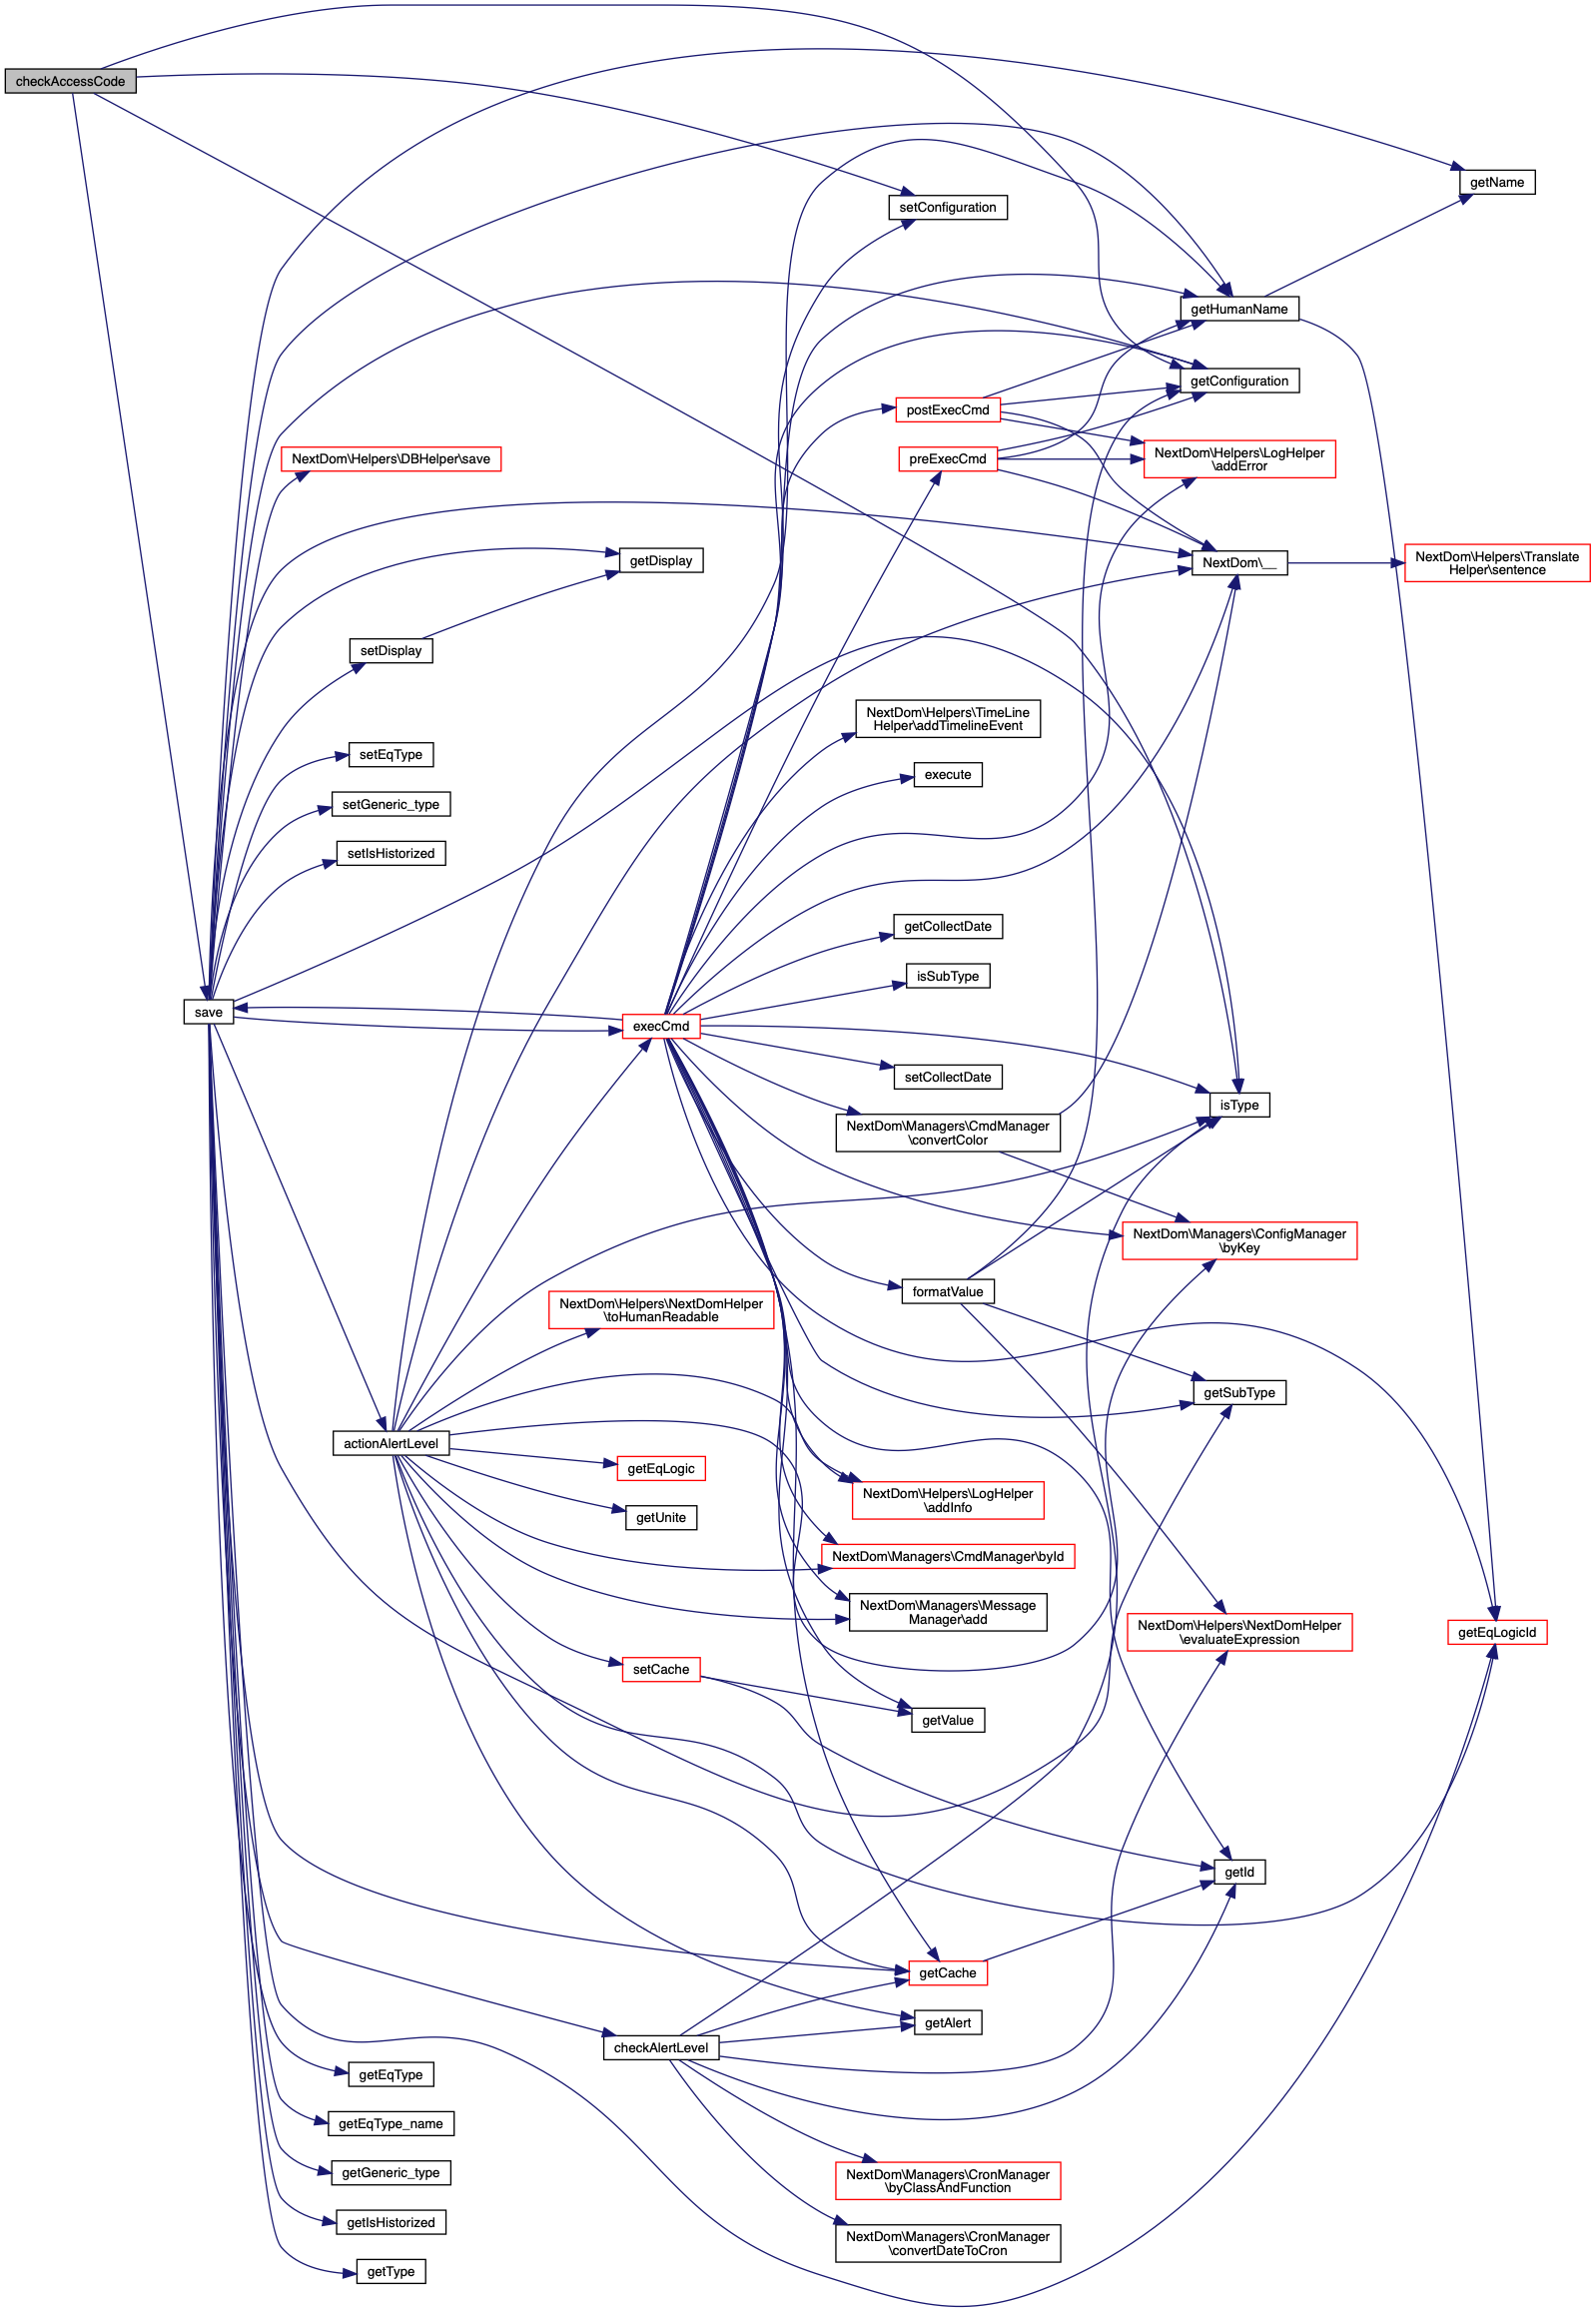 checkAccessCode
getName
setConfiguration
getHumanName
getConfiguration
postExecCmd
preExecCmd
NextDom\Helpers\DBHelper\save
NextDom\Helpers\LogHelper
\addError
getDisplay
NextDom\__
NextDom\Helpers\Translate
Helper\sentence
setDisplay
NextDom\Helpers\TimeLine
Helper\addTimelineEvent
setEqType
execute
setGeneric_type
setIsHistorized
getCollectDate
isSubType
save
execCmd
setCollectDate
isType
NextDom\Managers\CmdManager
\convertColor
NextDom\Managers\ConfigManager
\byKey
formatValue
NextDom\Helpers\NextDomHelper
\toHumanReadable
getSubType
actionAlertLevel
getEqLogic
NextDom\Helpers\LogHelper
\addInfo
getUnite
NextDom\Managers\CmdManager\byId
NextDom\Managers\Message
Manager\add
NextDom\Helpers\NextDomHelper
\evaluateExpression
getEqLogicId
setCache
getValue
getId
getCache
getAlert
checkAlertLevel
getEqType
getEqType_name
getGeneric_type
NextDom\Managers\CronManager
\byClassAndFunction
getIsHistorized
NextDom\Managers\CronManager
\convertDateToCron
getType